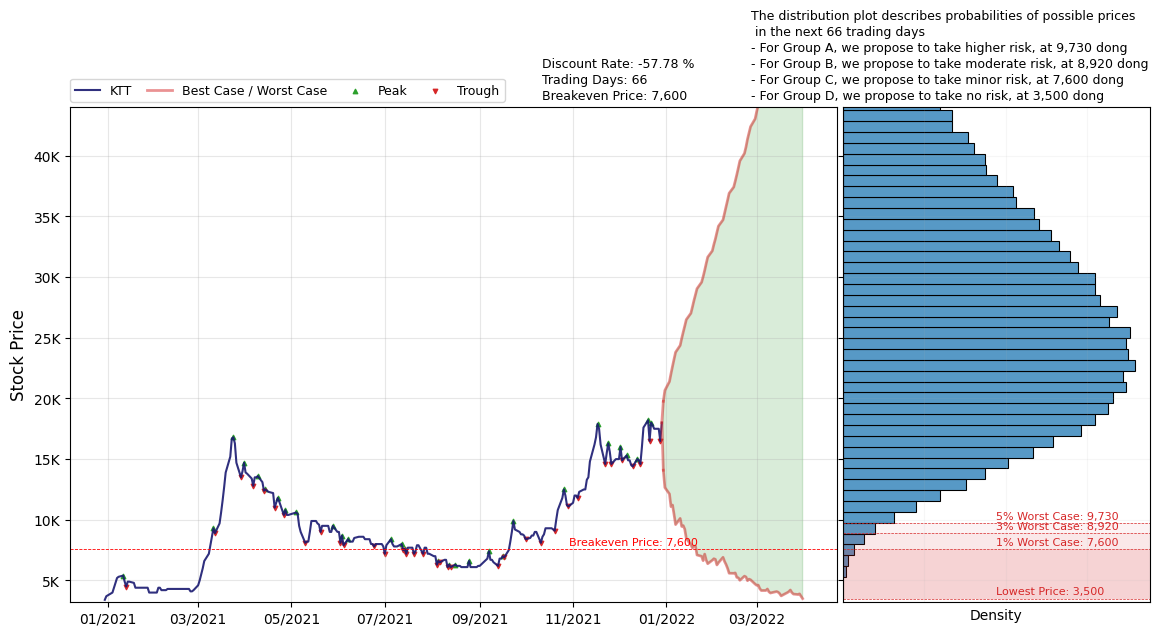 The distribution plot describes probabilities of possible prices
in the next 66 trading days
- For Group A, we propose to take higher risk, at 9,730 dong
- For Group B, we propose to take moderate risk, at 8,920 dong
- For Group C, we propose to take minor risk, at 7,600 dong
- For Group D, we propose to take no risk, at 3,500 dong
Discount Rate: -57.78 %
Trading Days: 66
Breakeven Price: 7,600
KTT
Best Case / Worst Case
Peak
Trough
Stock Price
40K
35K
30K
25K
20K
15K
10K
5K
Breakeven Price: 7,600
01/2021
03/2021
05/2021
07/2021
09/2021
11/2021
01/2022
03/2022
5% Worst Case: 9,730
3% Worst Case: 8,920
1% Worst Case: 7,600
Lowest Price: 3,500
Density